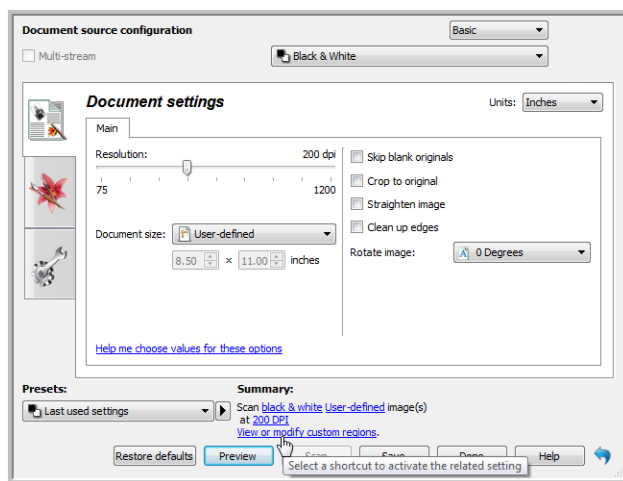 Document source configuration
Basic
Multi-stream
Black & White
Document settings
Units: Inches
Main
Resolution: 200 dpi
75 1200
Document size: User-defined
8.50 × 11.00 inches
Skip blank originals
Crop to original
Straighten image
Clean up edges
Rotate image: 0 Degrees
Help me choose values for these options
Presets:
Last used settings
Summary:
Scan black & white User-defined image(s)
at 200 DPI
View or modify custom regions.
Restore defaults Preview Scan Save Done Help
Select a shortcut to activate the related setting